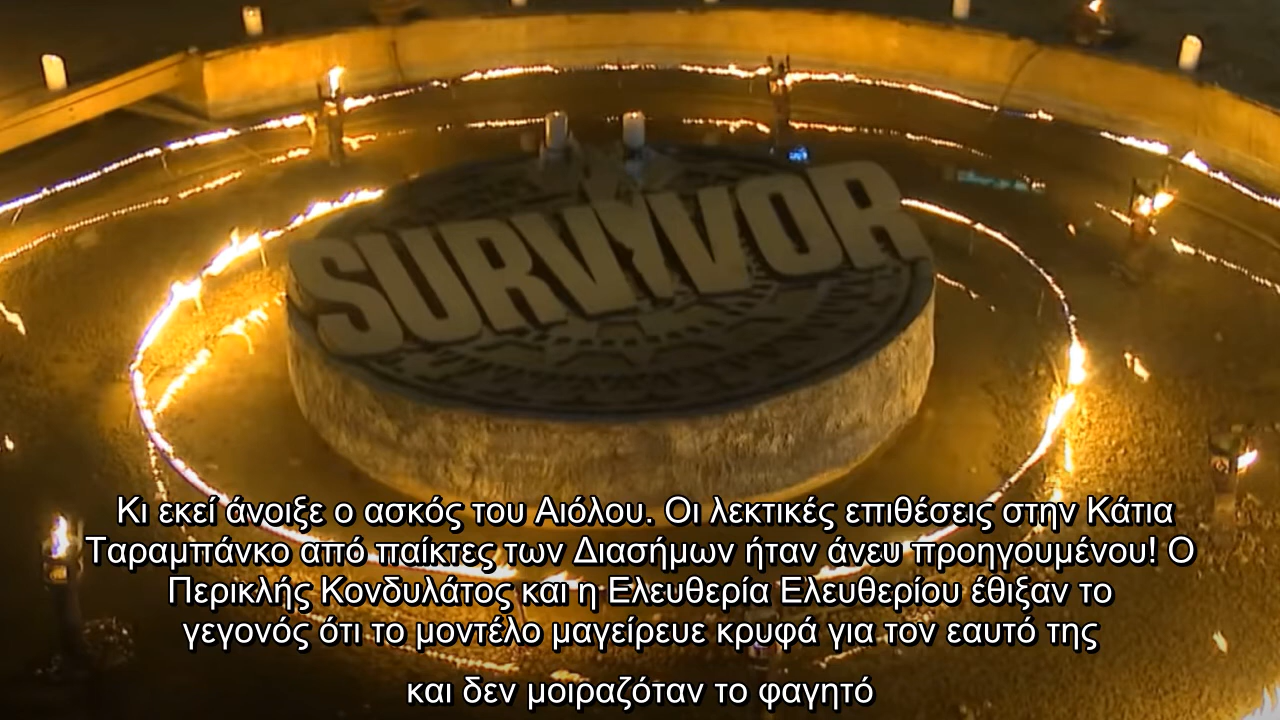 SURVIVOR
Κι εκεί άνοιξε ο ασκός του Αιόλου. Οι λεκτικές επιθέσεις στην Κάτια
Ταραμπάνκο από παίκτες των Διασήμων ήταν άνευ προηγουμένου! Ο
Περικλής Κονδυλάτος και η Ελευθερία Ελευθερίου έθιξαν το
γεγονός ότι το μοντέλο μαγείρευε κρυφά για τον εαυτό της
και δεν μοιραζόταν το φαγητό